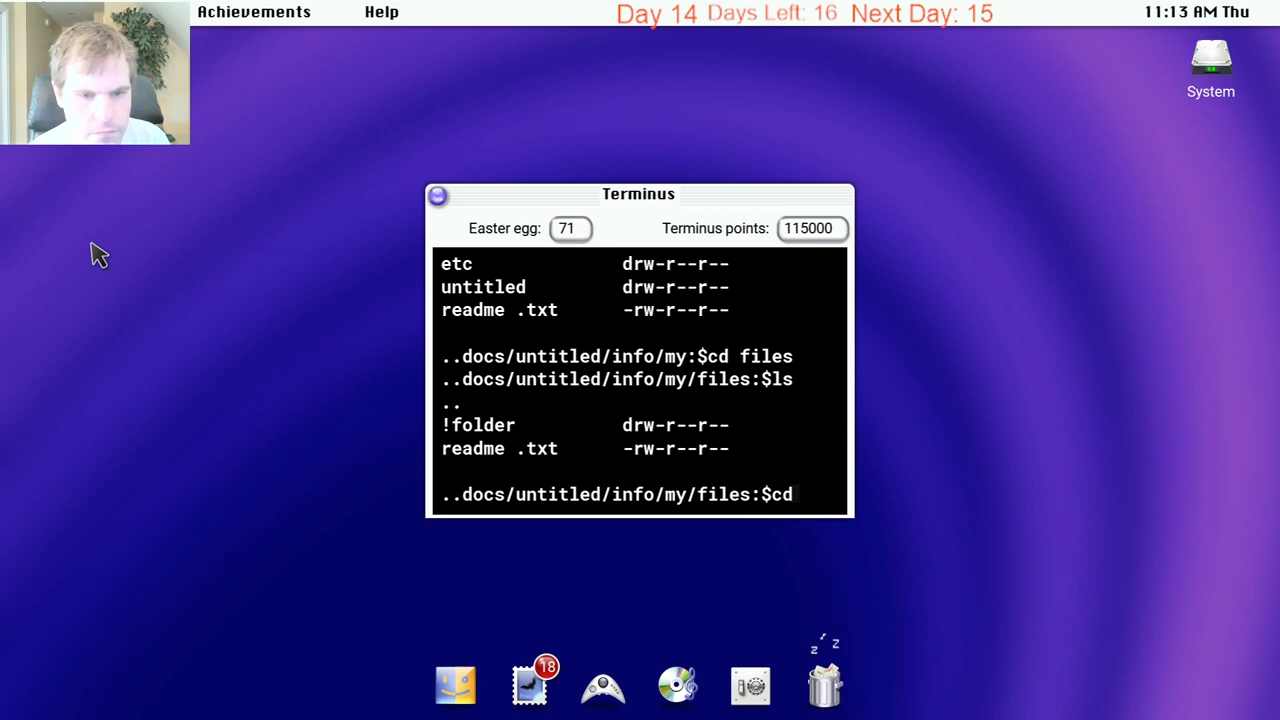 Achievements Help Day 14 Days Left: 16 Next Day: 15 11:13 AM Thu
System
Terminus
Easter egg: 71 Terminus points: 115000
etc drw-r--r--
untitled drw-r--r--
readme .txt -rw-r--r--
..docs/untitled/info/my:$cd files
..docs/untitled/info/my/files:$ls
..
!folder drw-r--r--
readme .txt -rw-r--r--
..docs/untitled/info/my/files:$cd
z z
18